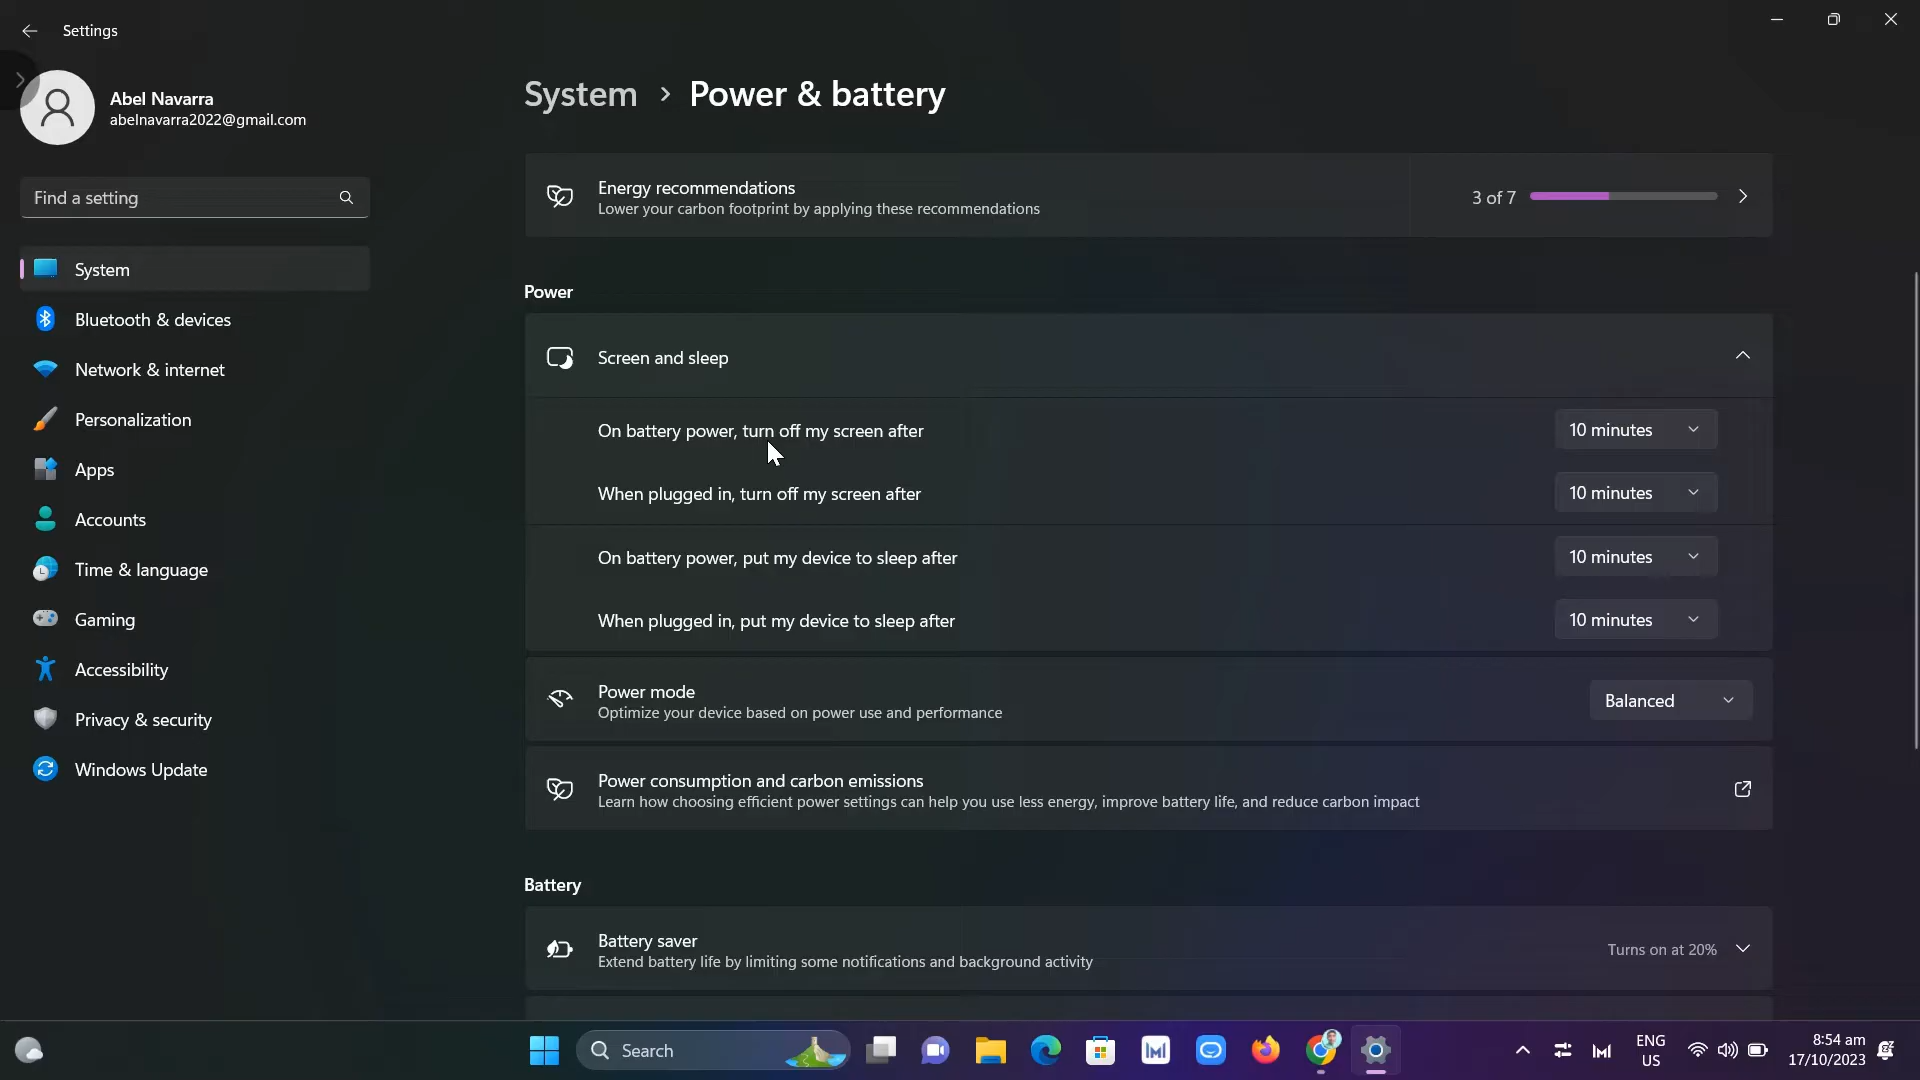 Settings
Abel Navarra
abelnavarra2022@gmail.com
Find a setting
System
Bluetooth & devices
Network & internet
Personalization
Apps
Accounts
Time & language
Gaming
Accessibility
Privacy & security
Windows Update
System > Power & battery
Energy recommendations
Lower your carbon footprint by applying these recommendations
3 of 7
Power
Screen and sleep
On battery power, turn off my screen after
10 minutes
When plugged in, turn off my screen after
10 minutes
On battery power, put my device to sleep after
10 minutes
When plugged in, put my device to sleep after
10 minutes
Power mode
Optimize your device based on power use and performance
Balanced
Power consumption and carbon emissions
Learn how choosing efficient power settings can help you use less energy, improve battery life, and reduce carbon impact
Battery
Battery saver
Extend battery life by limiting some notifications and background activity
Turns on at 20%
Search
ENG
US
8:54 am
17/10/2023